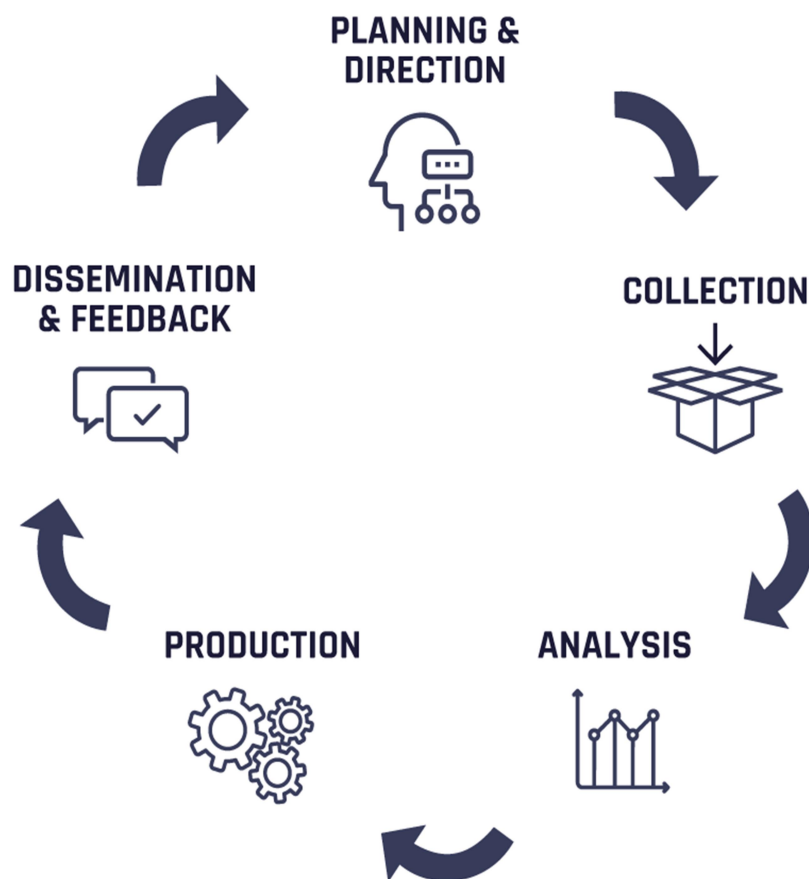 PLANNING &
DIRECTION
COLLECTION
ANALYSIS
PRODUCTION
DISSEMINATION
& FEEDBACK